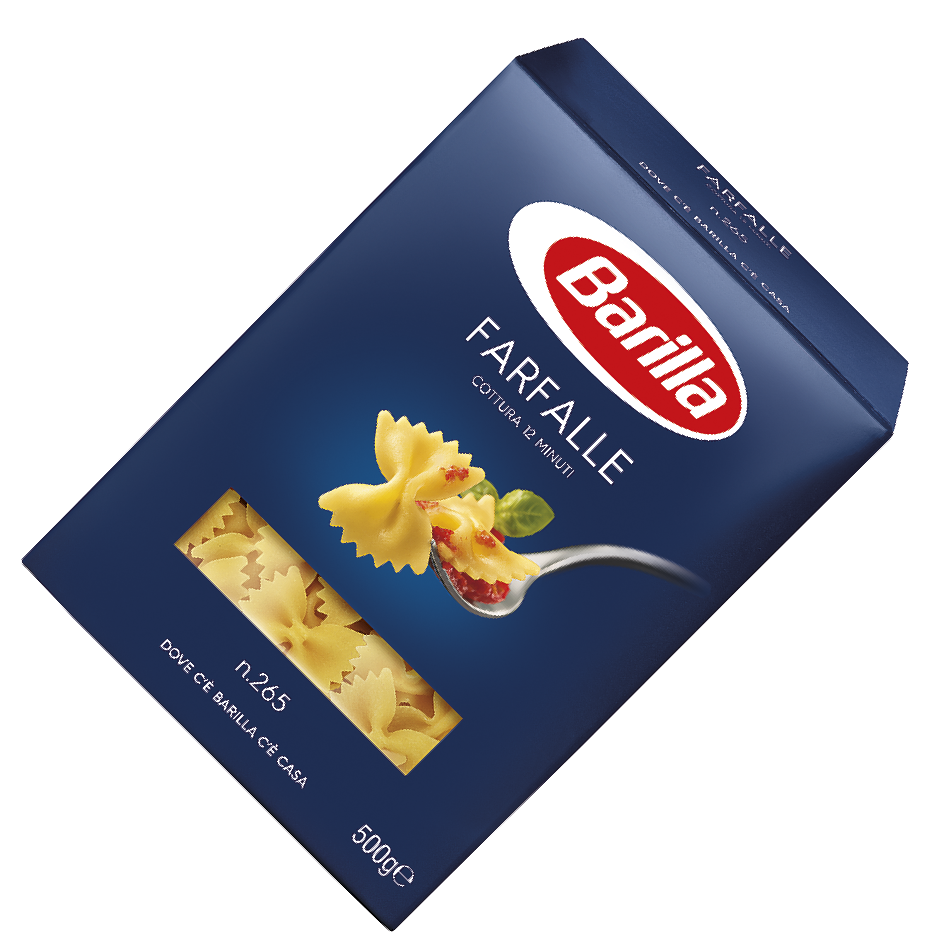 FARFALLE
n.265
DOVE C'È BARILLA C'È CASA
Barilla
FARFALLE
COTTURA 12 MINUTI
n.265
DOVE C'È BARILLA C'È CASA
500g℮